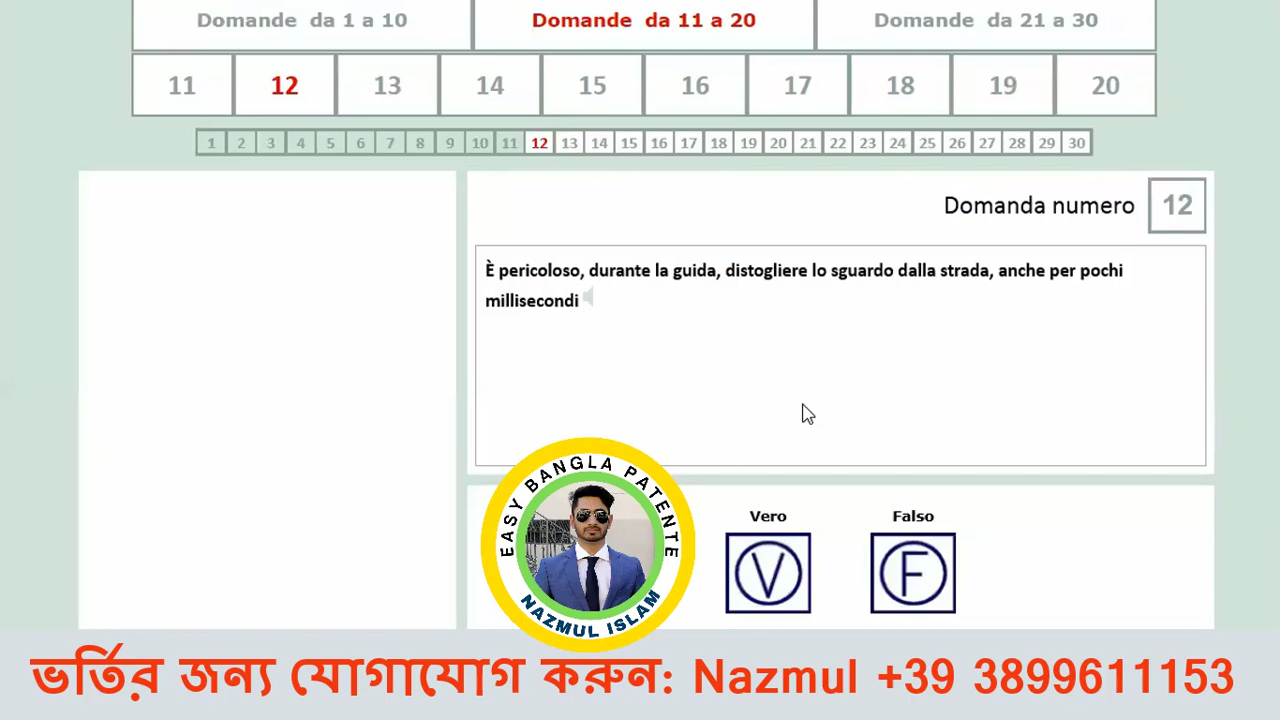 Domande da 1 a 10
Domande da 11 a 20
Domande da 21 a 30
11 12 13 14 15 16 17 18 19 20
1 2 3 4 5 6 7 8 9 10 11 12 13 14 15 16 17 18 19 20 21 22 23 24 25 26 27 28 29 30
Domanda numero 12
È pericoloso, durante la guida, distogliere lo sguardo dalla strada, anche per pochi
millisecondi
Vero
Falso
V
F
EASY BANGLA PATENTE
NAZMUL ISLAM
ভর্তির জন্য যোগাযোগ করুন: Nazmul +39 3899611153